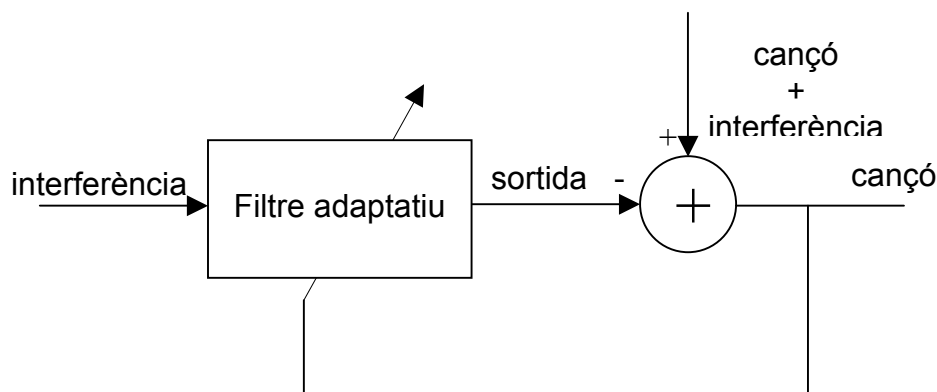 cançó
+
interferència
+
interferència
Filtre adaptatiu
sortida
-
+
cançó